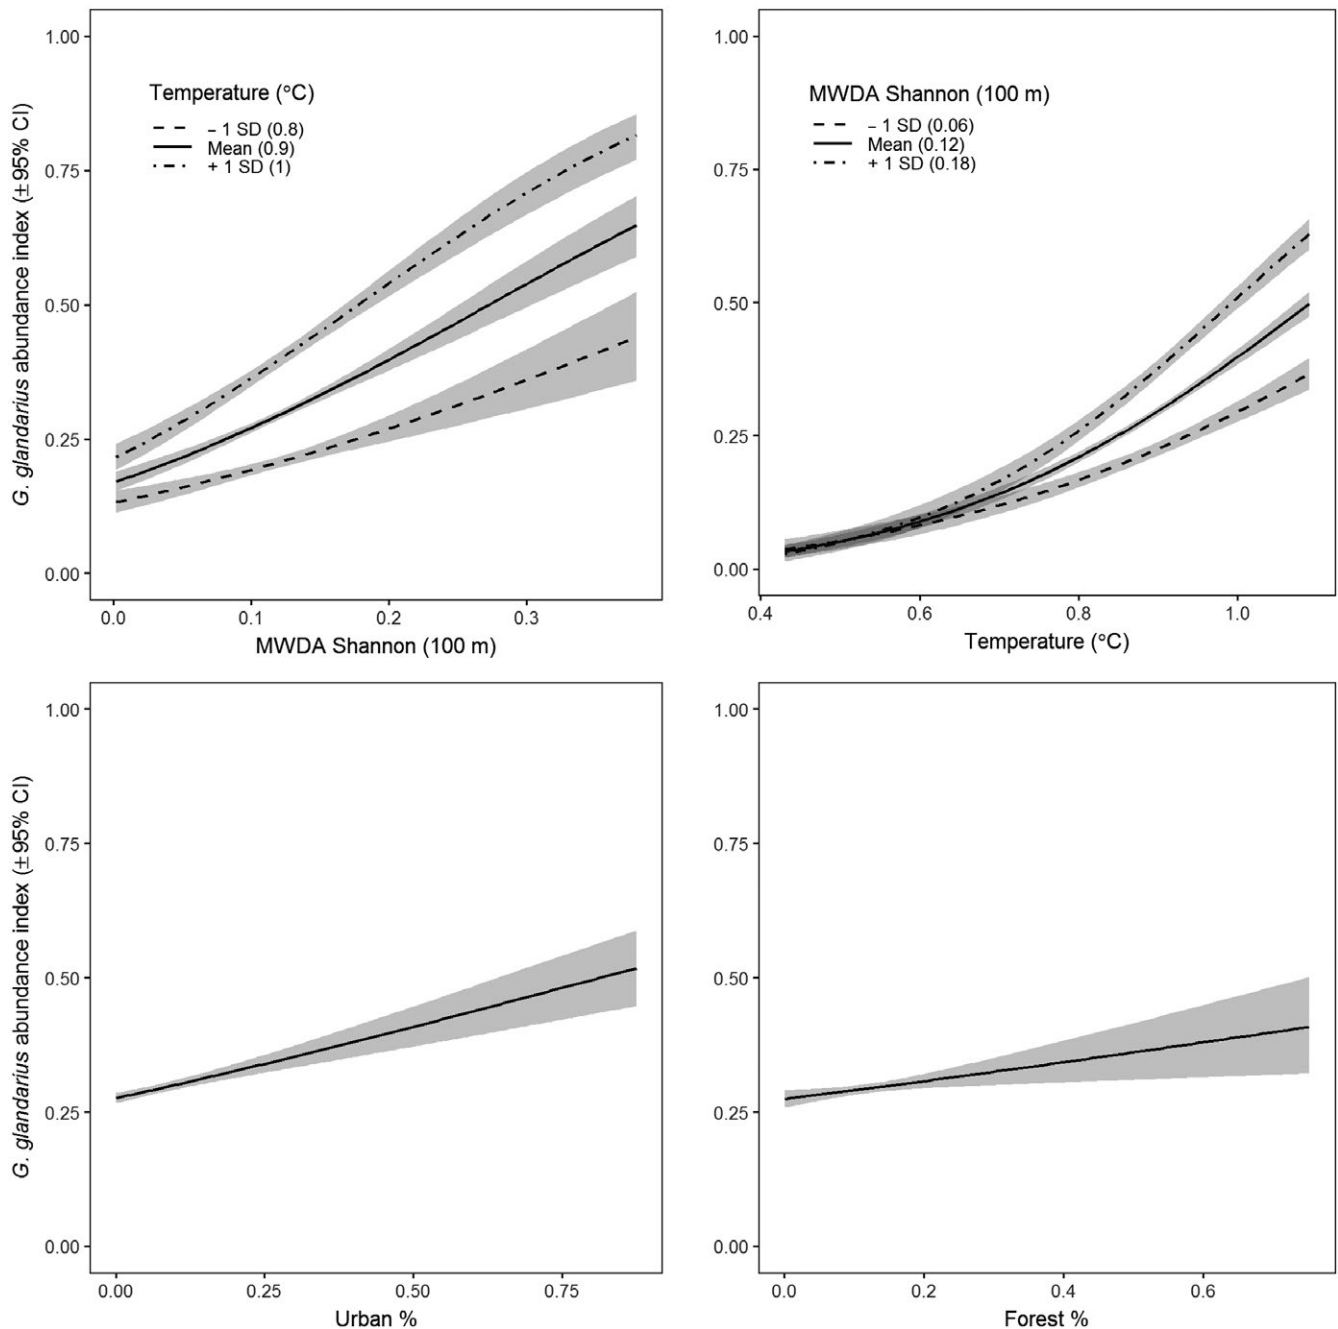 1.00
0.75
0.50
0.25
0.00
G. glandarius abundance index (±95% CI)
Temperature (°C)
– 1 SD (0.8)
Mean (0.9)
+ 1 SD (1)
0.0 0.1 0.2 0.3
MWDA Shannon (100 m)
1.00
0.75
0.50
0.25
0.00
MWDA Shannon (100 m)
– 1 SD (0.06)
Mean (0.12)
+ 1 SD (0.18)
0.4 0.6 0.8 1.0
Temperature (°C)
1.00
0.75
0.50
0.25
0.00
G. glandarius abundance index (±95% CI)
0.00 0.25 0.50 0.75
Urban %
1.00
0.75
0.50
0.25
0.00
0.0 0.2 0.4 0.6
Forest %